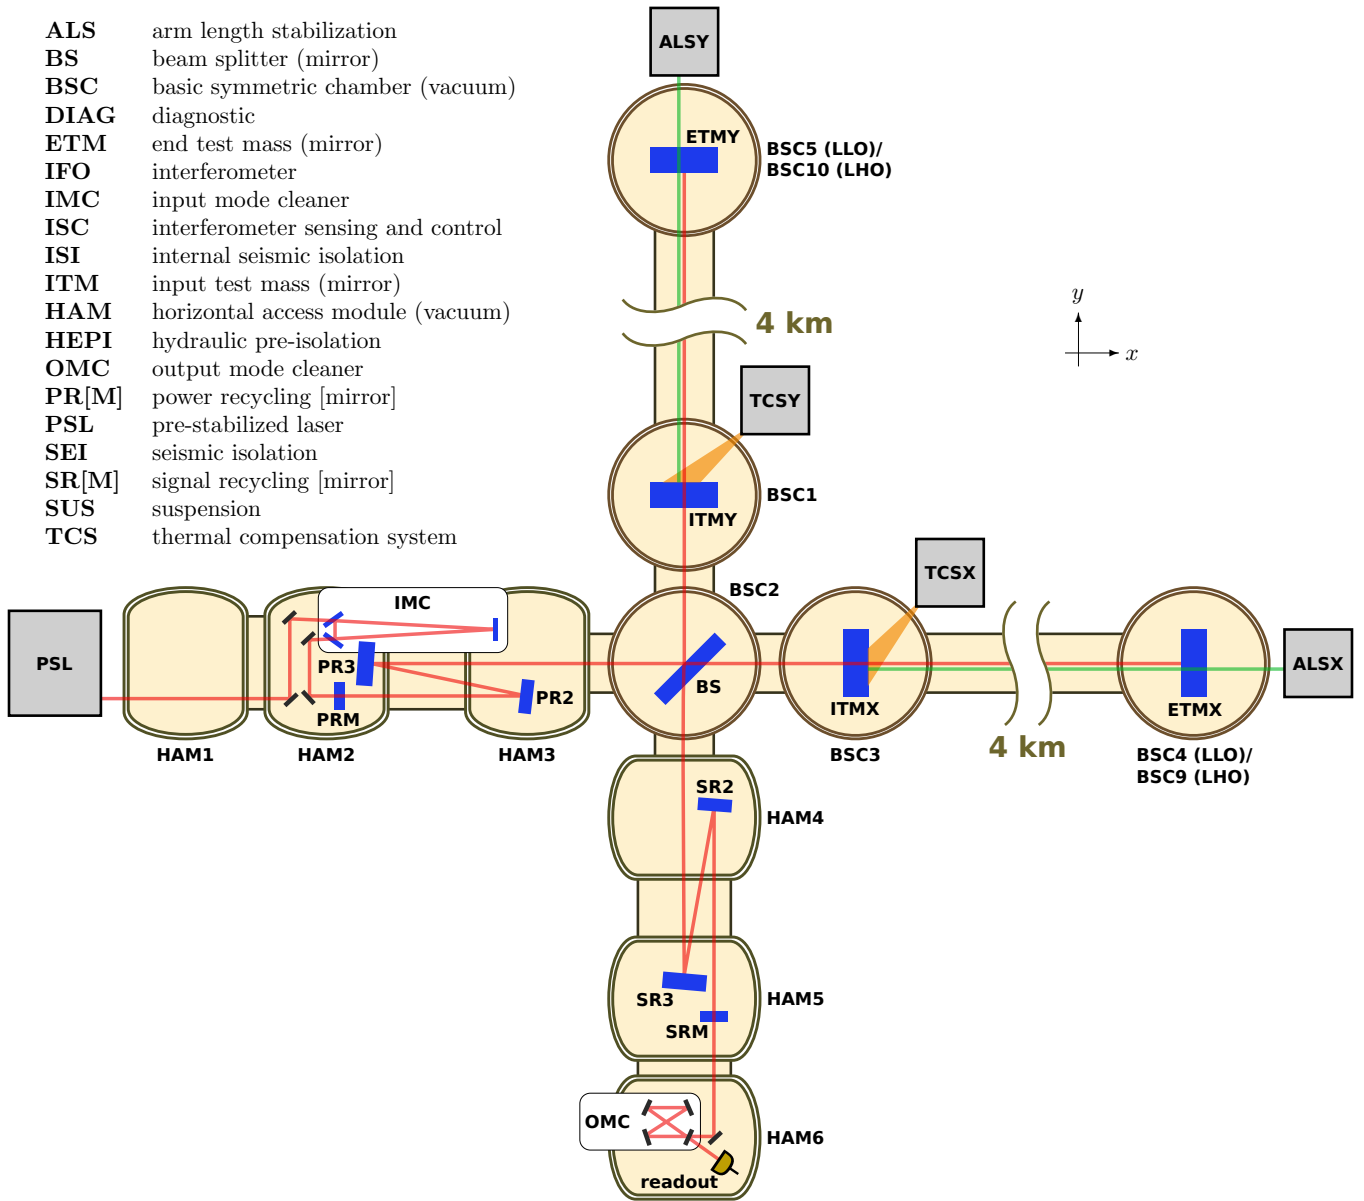 ALS arm length stabilization
BS beam splitter (mirror)
BSC basic symmetric chamber (vacuum)
DIAG diagnostic
ETM end test mass (mirror)
IFO interferometer
IMC input mode cleaner
ISC interferometer sensing and control
ISI internal seismic isolation
ITM input test mass (mirror)
HAM horizontal access module (vacuum)
HEPI hydraulic pre-isolation
OMC output mode cleaner
PR[M] power recycling [mirror]
PSL pre-stabilized laser
SEI seismic isolation
SR[M] signal recycling [mirror]
SUS suspension
TCS thermal compensation system
ALSY
ETMY
BSC5 (LLO)/
BSC10 (LHO)
4 km
y
x
TCSY
BSC1
ITMY
BSC2
TCSX
IMC
PSL
PR3
PRM
PR2
BS
ITMX
ETMX
ALSX
HAM1
HAM2
HAM3
BSC3
4 km
BSC4 (LLO)/
BSC9 (LHO)
SR2
HAM4
SR3
HAM5
SRM
OMC
HAM6
readout